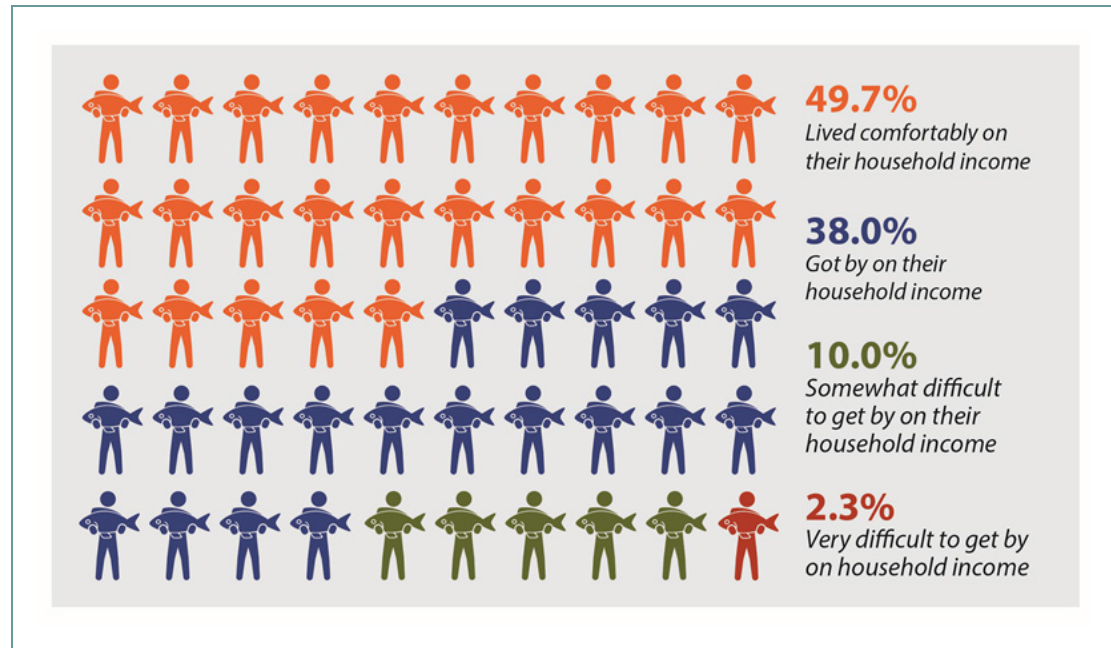 49.7%
Lived comfortably on
their household income
38.0%
Got by on their
household income
10.0%
Somewhat difficult
to get by on their
household income
2.3%
Very difficult to get by
on household income